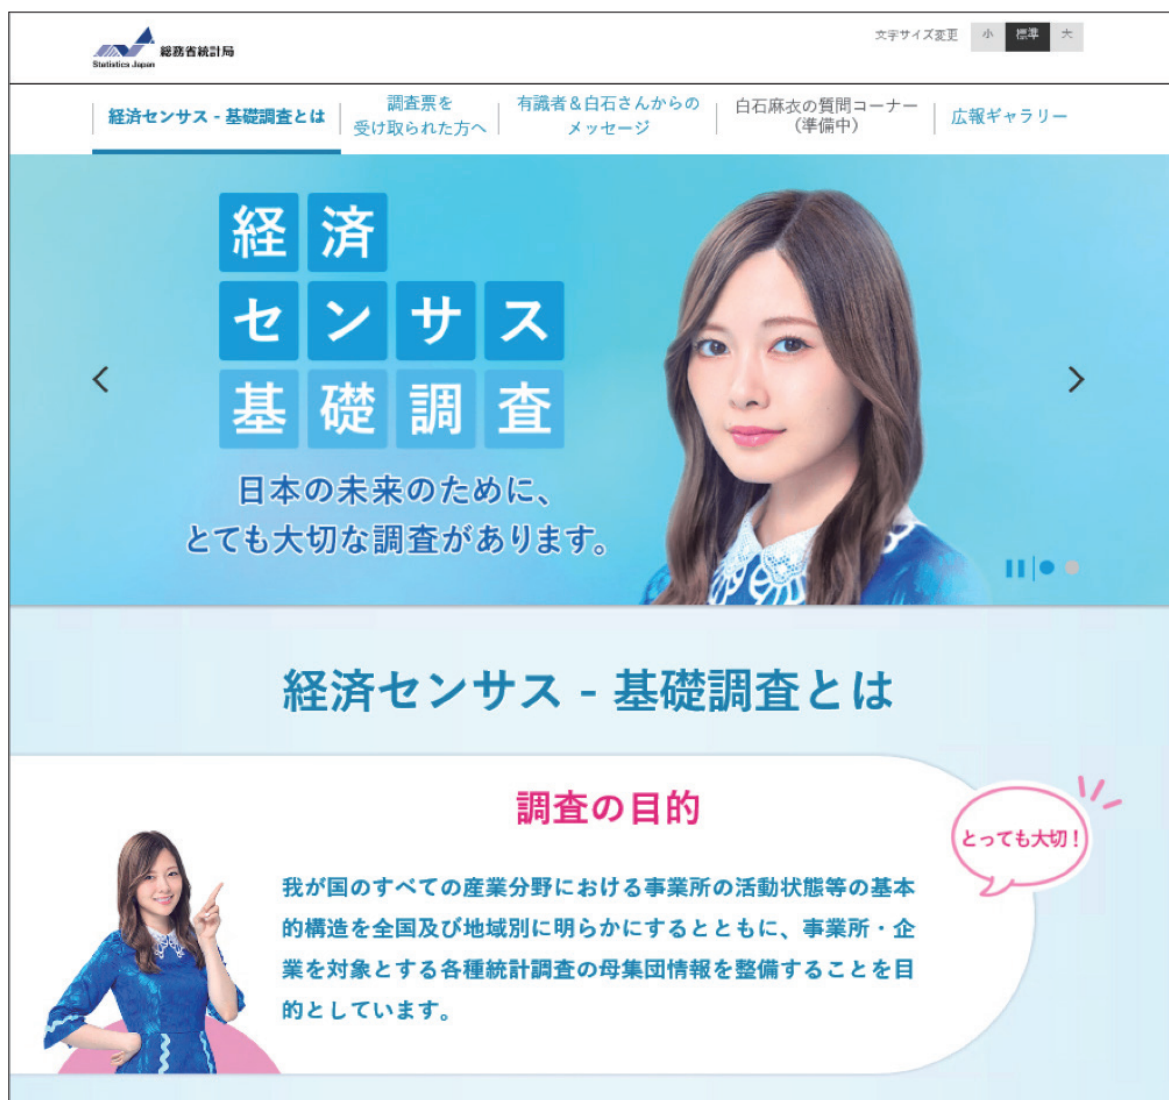 総務省統計局
Statistics Japan
文字サイズ変更 小 標準 大
経済センサス - 基礎調査とは
調査票を
受け取られた方へ
有識者&白石さんからの
メッセージ
白石麻衣の質問コーナー
(準備中)
広報ギャラリー
経済
センサス
基礎調査
日本の未来のために、
とても大切な調査があります。
経済センサス - 基礎調査とは
調査の目的
とっても大切!
我が国のすべての産業分野における事業所の活動状態等の基本
的構造を全国及び地域別に明らかにするとともに、事業所・企
業を対象とする各種統計調査の母集団情報を整備することを目
的としています。